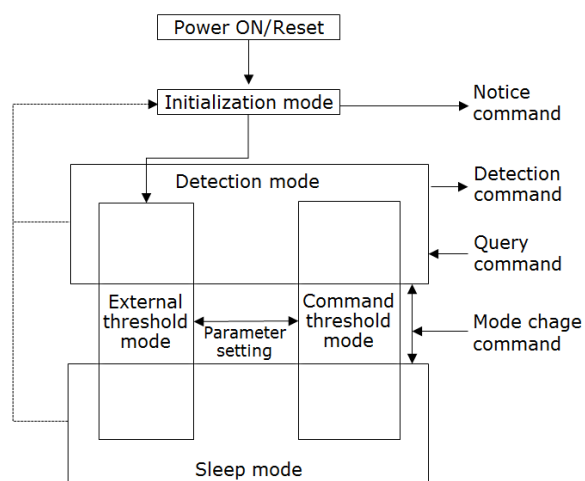 Power ON/Reset
Initialization mode
Notice
command
Detection mode
Detection
command
Query
command
External
threshold
mode
Parameter
setting
Command
threshold
mode
Mode chage
command
Sleep mode